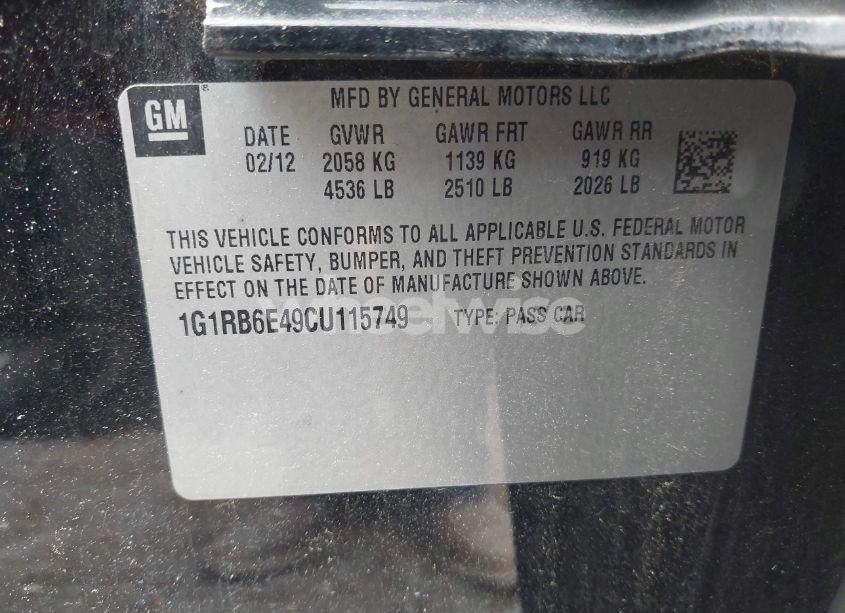 GM
®
MFD BY GENERAL MOTORS LLC
DATE GVWR GAWR FRT GAWR RR
02/12 2058 KG 1139 KG 919 KG
4536 LB 2510 LB 2026 LB
THIS VEHICLE CONFORMS TO ALL APPLICABLE U.S. FEDERAL MOTOR
VEHICLE SAFETY, BUMPER, AND THEFT PREVENTION STANDARDS IN
EFFECT ON THE DATE OF MANUFACTURE SHOWN ABOVE.
wheelwise
1G1RB6E49CU115749 TYPE: PASS CAR